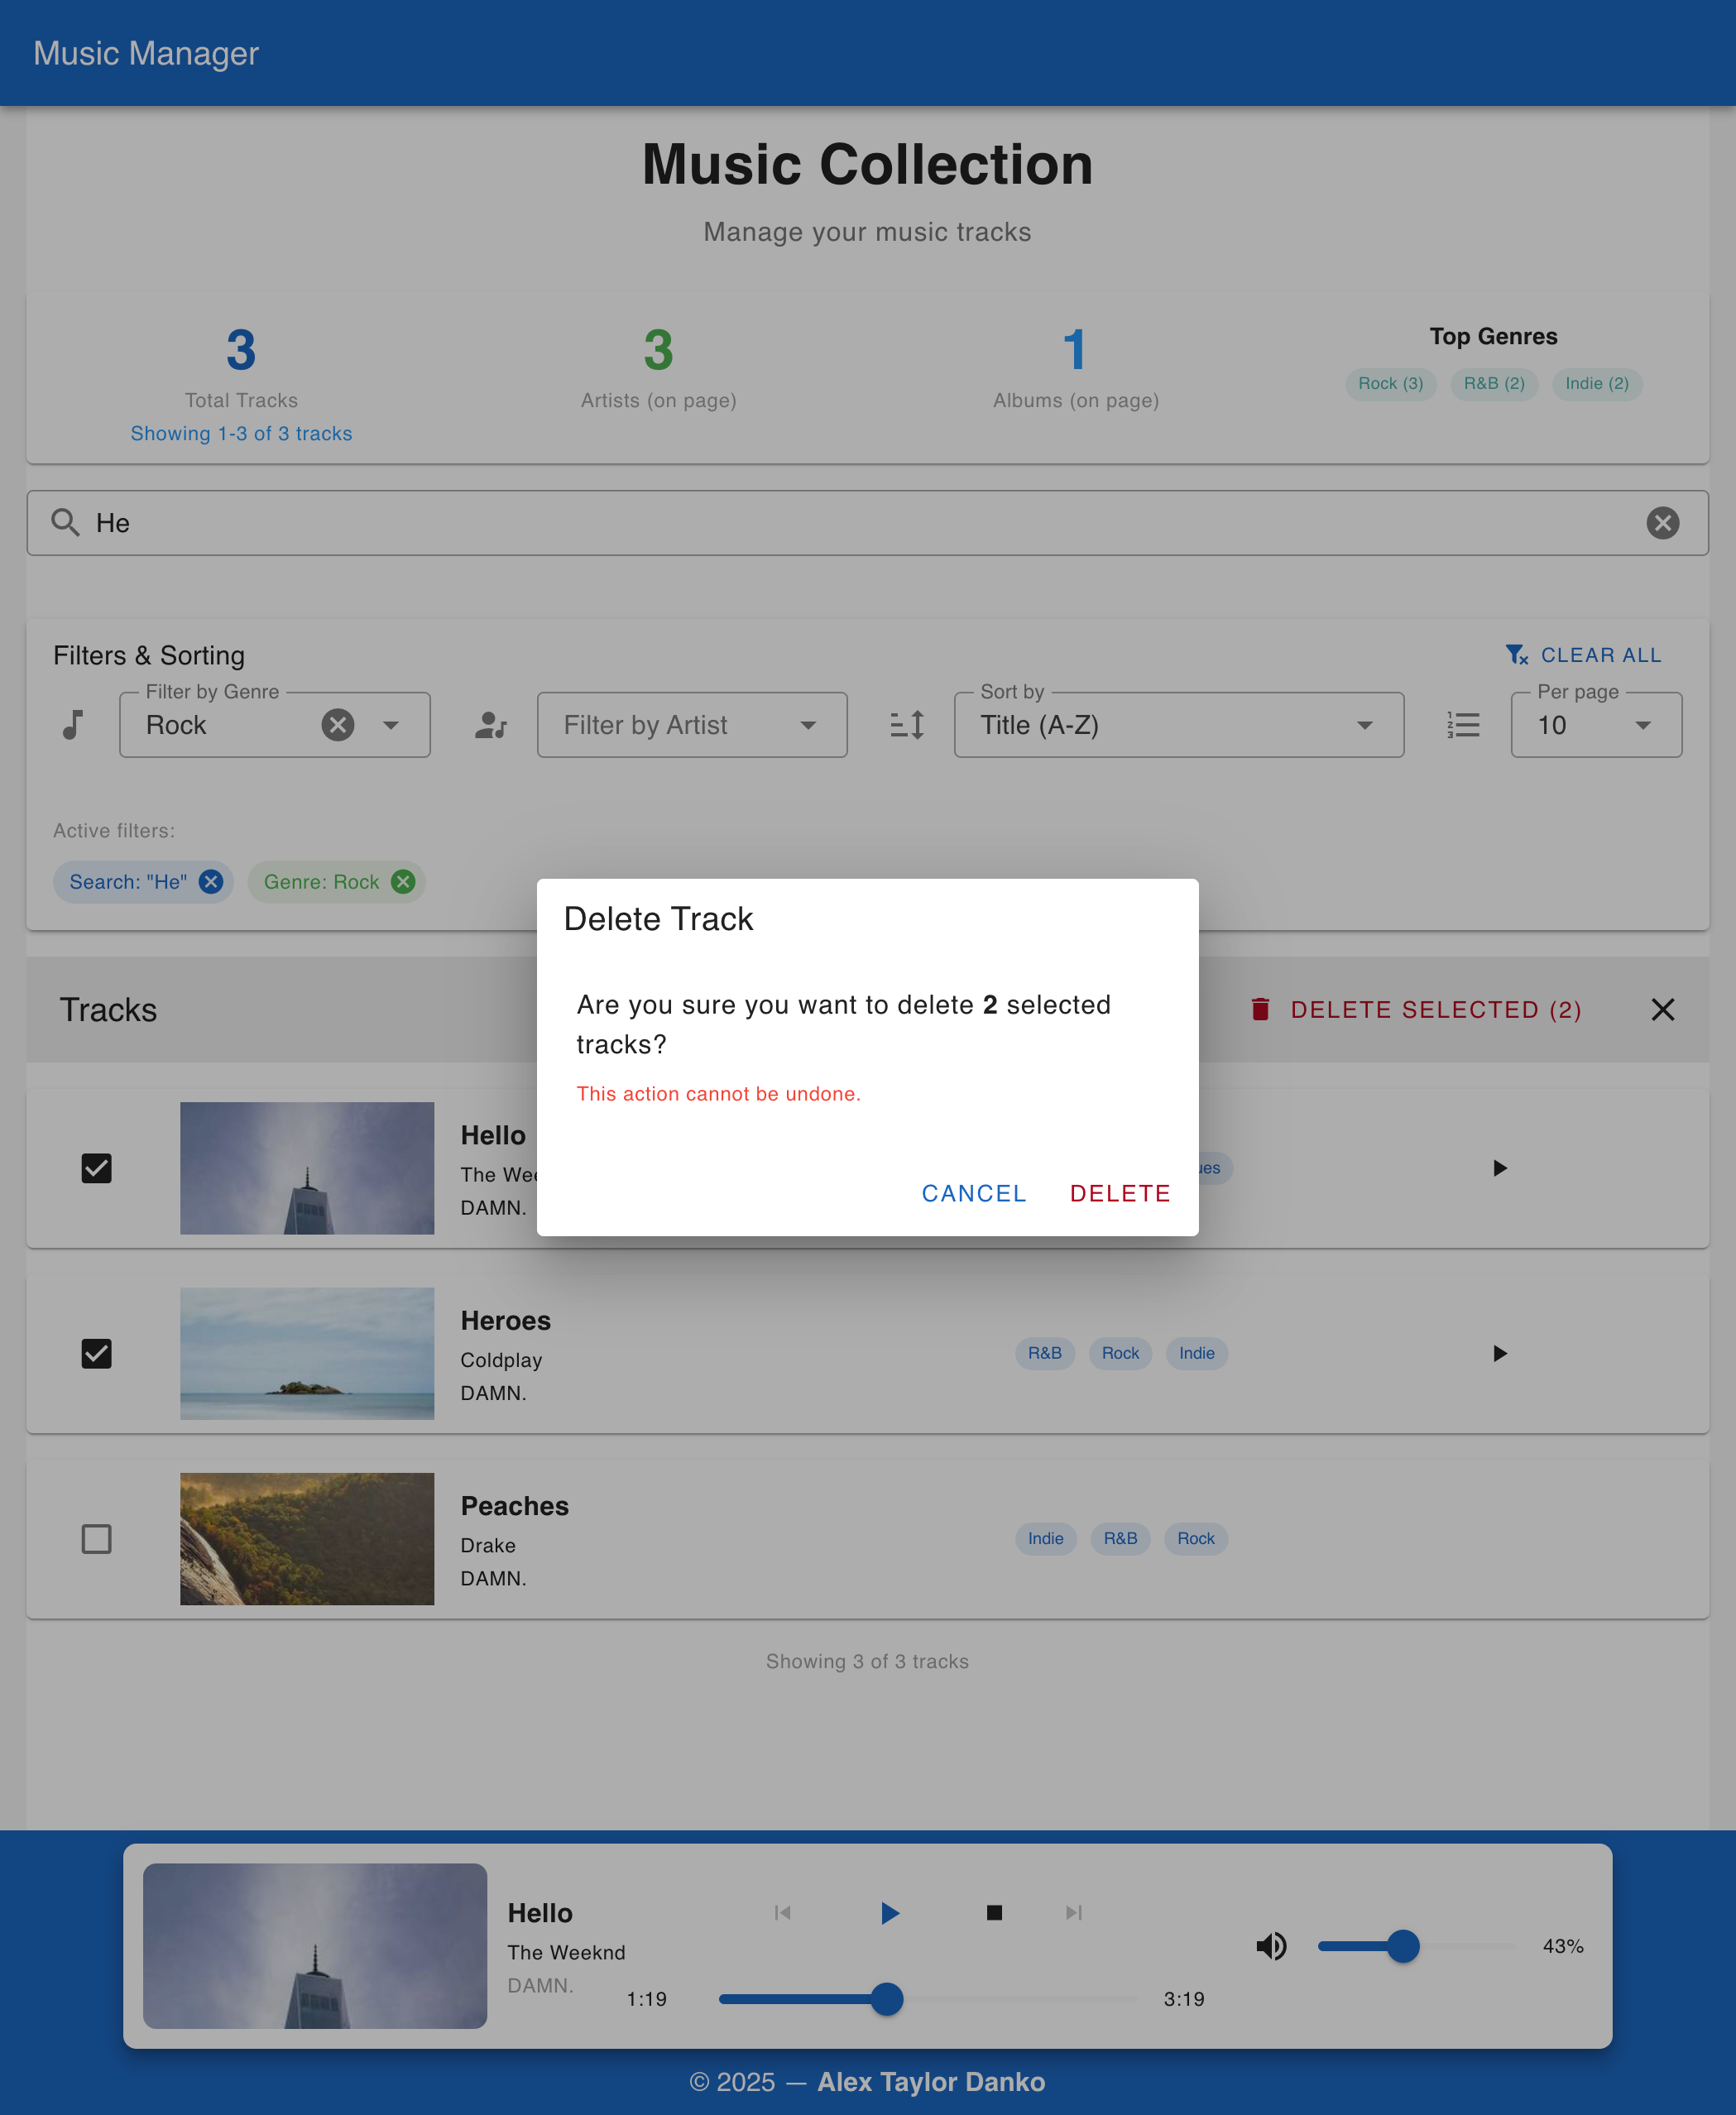 Music Manager
Music Collection
Manage your music tracks
3
Total Tracks
Showing 1-3 of 3 tracks
3
Artists (on page)
1
Albums (on page)
Top Genres
Rock (3) R&B (2) Indie (2)
He
Filters & Sorting
CLEAR ALL
Filter by Genre
Rock
Filter by Artist
Sort by
Title (A-Z)
Per page
10
Active filters:
Search: "He" Genre: Rock
Delete Track
Are you sure you want to delete 2 selected
tracks?
This action cannot be undone.
CANCEL DELETE
Tracks
DELETE SELECTED (2)
Hello
The
DAMN.
Heroes
Coldplay
DAMN.
R&B Rock Indie
Peaches
Drake
DAMN.
Indie R&B Rock
Showing 3 of 3 tracks
Hello
The Weeknd
DAMN.
1:19
3:19
43%
© 2025 — Alex Taylor Danko